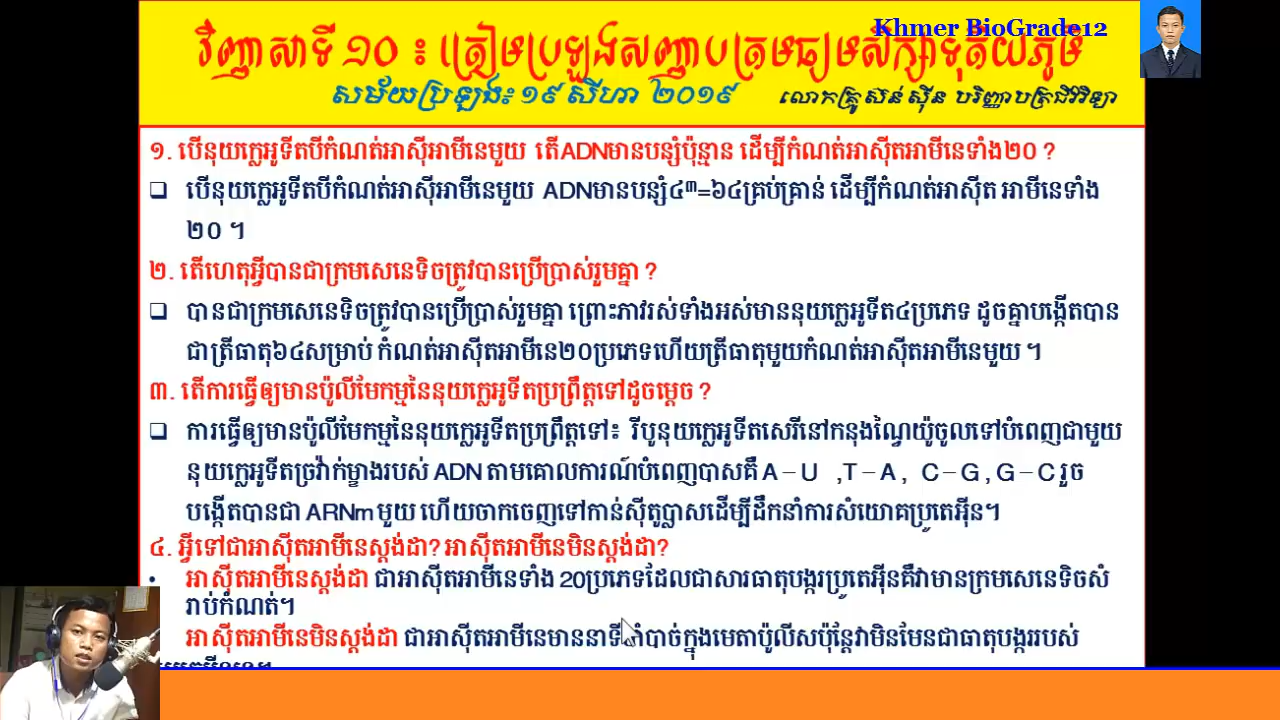 Khmer BioGrade12
វិញ្ញាសាទី ១០ ៖ ត្រៀមប្រឡងសញ្ញាបត្រមធ្យមសិក្សាទុតិយភូមិ
សម័យប្រឡង៖ ១៩ សីហា ២០១៩ លោកគ្រូ ស៊ន់ ស៊ីន បរិញ្ញាបត្រជីវវិទ្យា
១. បើនុយក្លេអូទីតបីកំណត់អាស៊ីអាមីនេមួយ តើADNមានបន្សំប៉ុន្មាន ដើម្បីកំណត់អាស៊ីតអាមីនេទាំង២០ ?
❑ បើនុយក្លេអូទីតបីកំណត់អាស៊ីអាមីនេមួយ ADNមានបន្សំ៤³=៦៤គ្រប់គ្រាន់ ដើម្បីកំណត់អាស៊ីត អាមីនេទាំង
២០ ។
២. តើហេតុអ្វីបានជាក្រមសេនេទិចត្រូវបានប្រើប្រាស់រួមគ្នា ?
❑ បានជាក្រមសេនេទិចត្រូវបានប្រើប្រាស់រួមគ្នា ព្រោះភាវរស់ទាំងអស់មាននុយក្លេអូទីត៤ប្រភេទ ដូចគ្នាបង្កើតបាន
ជាត្រីធាតុ៦៤សម្រាប់ កំណត់អាស៊ីតអាមីនេ២០ប្រភេទហើយត្រីធាតុមួយកំណត់អាស៊ីតអាមីនេមួយ ។
៣. តើការធ្វើឲ្យមានប៉ូលីមែកម្មនៃនុយក្លេអូទីតប្រព្រឹត្តទៅដូចម្តេច ?
❑ ការធ្វើឲ្យមានប៉ូលីមែកម្មនៃនុយក្លេអូទីតប្រព្រឹត្តទៅ៖ រីបូនុយក្លេអូទីតសេរីនៅកនុងណ្វៃយ៉ូចូលទៅបំពេញជាមួយ
នុយក្លេអូទីតច្រវ៉ាក់ម្ខាងរបស់ ADN តាមគោលការណ៍បំពេញបាសគឺ A – U ,T – A , C – G , G – C រួច
បង្កើតបានជា ARNm មួយ ហើយចាកចេញទៅកាន់ស៊ីតូប្លាសដើម្បីដឹកនាំការសំយោគប្រូតេអ៊ីន។
៤. អ្វីទៅជាអាស៊ីតអាមីនេស្តង់ដា? អាស៊ីតអាមីនេមិនស្តង់ដា?
• អាស៊ីតអាមីនេស្តង់ដា ជាអាស៊ីតអាមីនេទាំង 20ប្រភេទដែលជាសារធាតុបង្ករប្រូតេអ៊ីនគឺវាមានក្រមសេនេទិចសំ
រាប់កំណត់។
អាស៊ីតអាមីនេមិនស្តង់ដា ជាអាស៊ីតអាមីនេមាននាទីចាំបាច់ក្នុងមេតាប៉ូលីសប៉ុន្តែវាមិនមែនជាធាតុបង្កររបស់